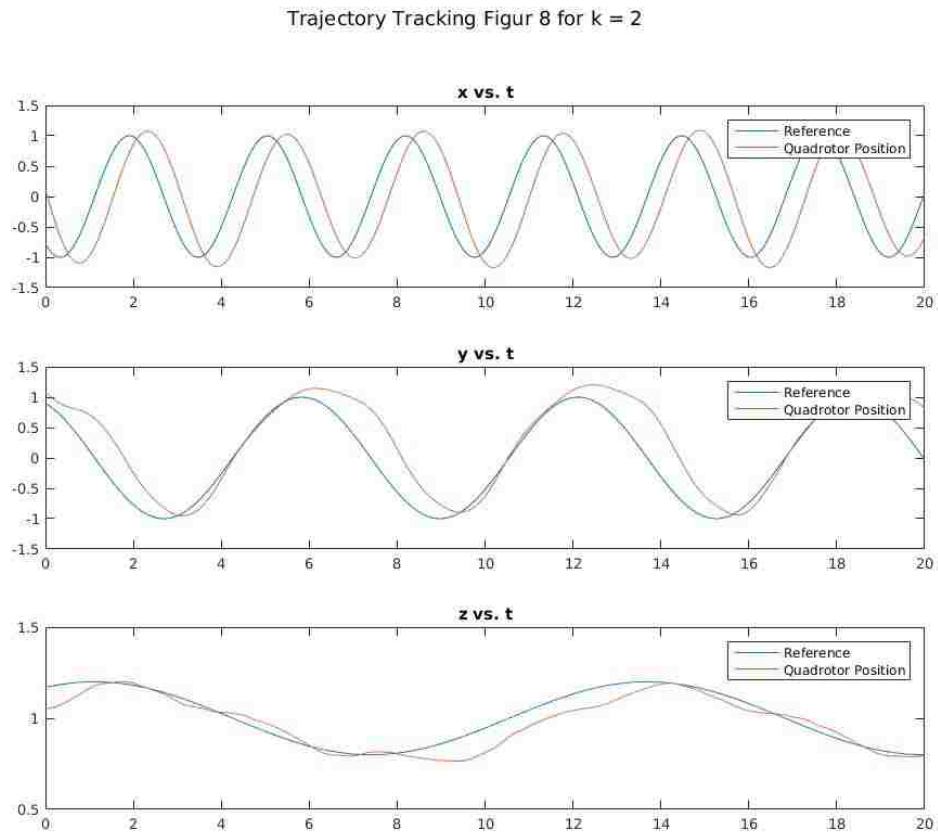 Trajectory Tracking Figur 8 for k = 2
x vs. t
1.5
1
0.5
0
-0.5
-1
-1.5
Reference
Quadrotor Position
0 2 4 6 8 10 12 14 16 18 20
y vs. t
1.5
1
0.5
0
-0.5
-1
-1.5
Reference
Quadrotor Position
0 2 4 6 8 10 12 14 16 18 20
z vs. t
1.5
1
0.5
Reference
Quadrotor Position
0 2 4 6 8 10 12 14 16 18 20